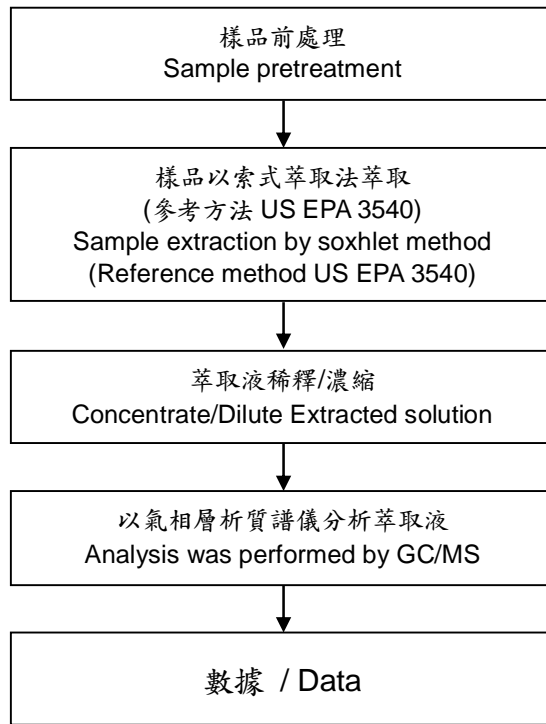 樣品前處理
Sample pretreatment
樣品以索式萃取法萃取
(參考方法 US EPA 3540)
Sample extraction by soxhlet method
(Reference method US EPA 3540)
萃取液稀釋/濃縮
Concentrate/Dilute Extracted solution
以氣相層析質譜儀分析萃取液
Analysis was performed by GC/MS
數據 / Data